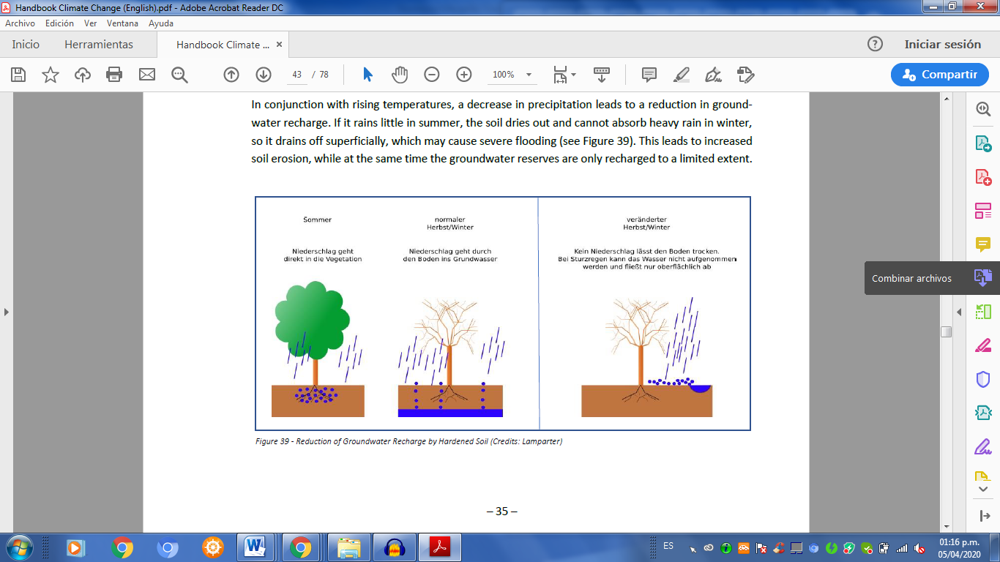 Handbook Climate Change (English).pdf - Adobe Acrobat Reader DC
Archivo Edición Ver Ventana Ayuda
Inicio Herramientas Handbook Climate ... × Iniciar sesión
43 / 78 100% Compartir
In conjunction with rising temperatures, a decrease in precipitation leads to a reduction in ground-
water recharge. If it rains little in summer, the soil dries out and cannot absorb heavy rain in winter,
so it drains off superficially, which may cause severe flooding (see Figure 39). This leads to increased
soil erosion, while at the same time the groundwater reserves are only recharged to a limited extent.
Sommer
Niederschlag geht
direkt in die Vegetation
normaler
Herbst/Winter
Niederschlag geht durch
den Boden ins Grundwasser
veränderter
Herbst/Winter
Kein Niederschlag lässt den Boden trocken.
Bei Sturzregen kann das Wasser nicht aufgenommen
werden und fließt nur oberflächlich ab
Combinar archivos
Figure 39 - Reduction of Groundwater Recharge by Hardened Soil (Credits: Lamparter)
– 35 –
ES
01:16 p.m.
05/04/2020